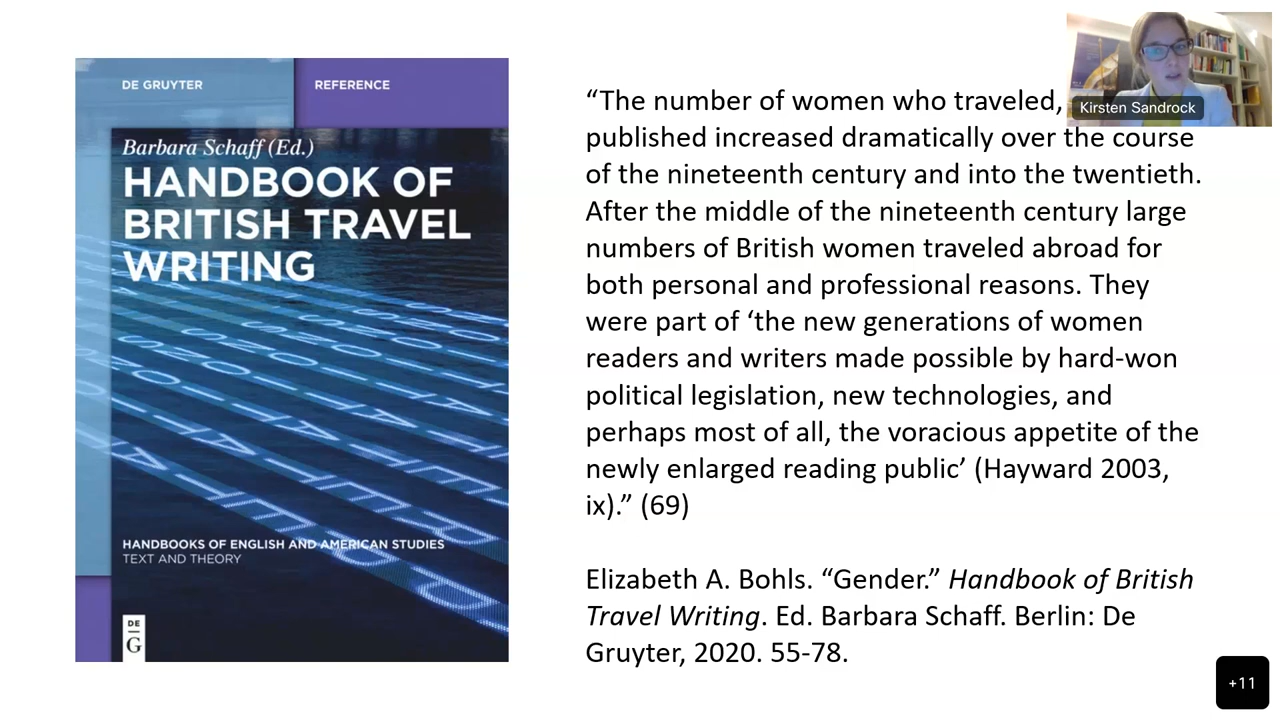 DE GRUYTER
REFERENCE
Barbara Schaff (Ed.)
HANDBOOK OF
BRITISH TRAVEL
WRITING
HANDBOOKS OF ENGLISH AND AMERICAN STUDIES
TEXT AND THEORY
DE
G
“The number of women who traveled,
published increased dramatically over the course
of the nineteenth century and into the twentieth.
After the middle of the nineteenth century large
numbers of British women traveled abroad for
both personal and professional reasons. They
were part of ‘the new generations of women
readers and writers made possible by hard-won
political legislation, new technologies, and
perhaps most of all, the voracious appetite of the
newly enlarged reading public’ (Hayward 2003,
ix).” (69)
Elizabeth A. Bohls. “Gender.” Handbook of British
Travel Writing. Ed. Barbara Schaff. Berlin: De
Gruyter, 2020. 55-78.
Kirsten Sandrock
+11